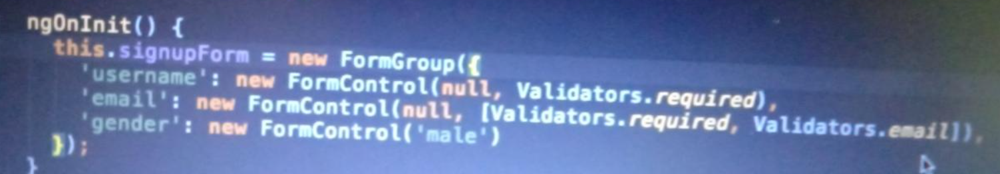 ngOnInit() {
this.signupForm = new FormGroup({
'username': new FormControl(null, Validators.required),
'email': new FormControl(null, [Validators.required, Validators.email]),
'gender': new FormControl('male')
});
}